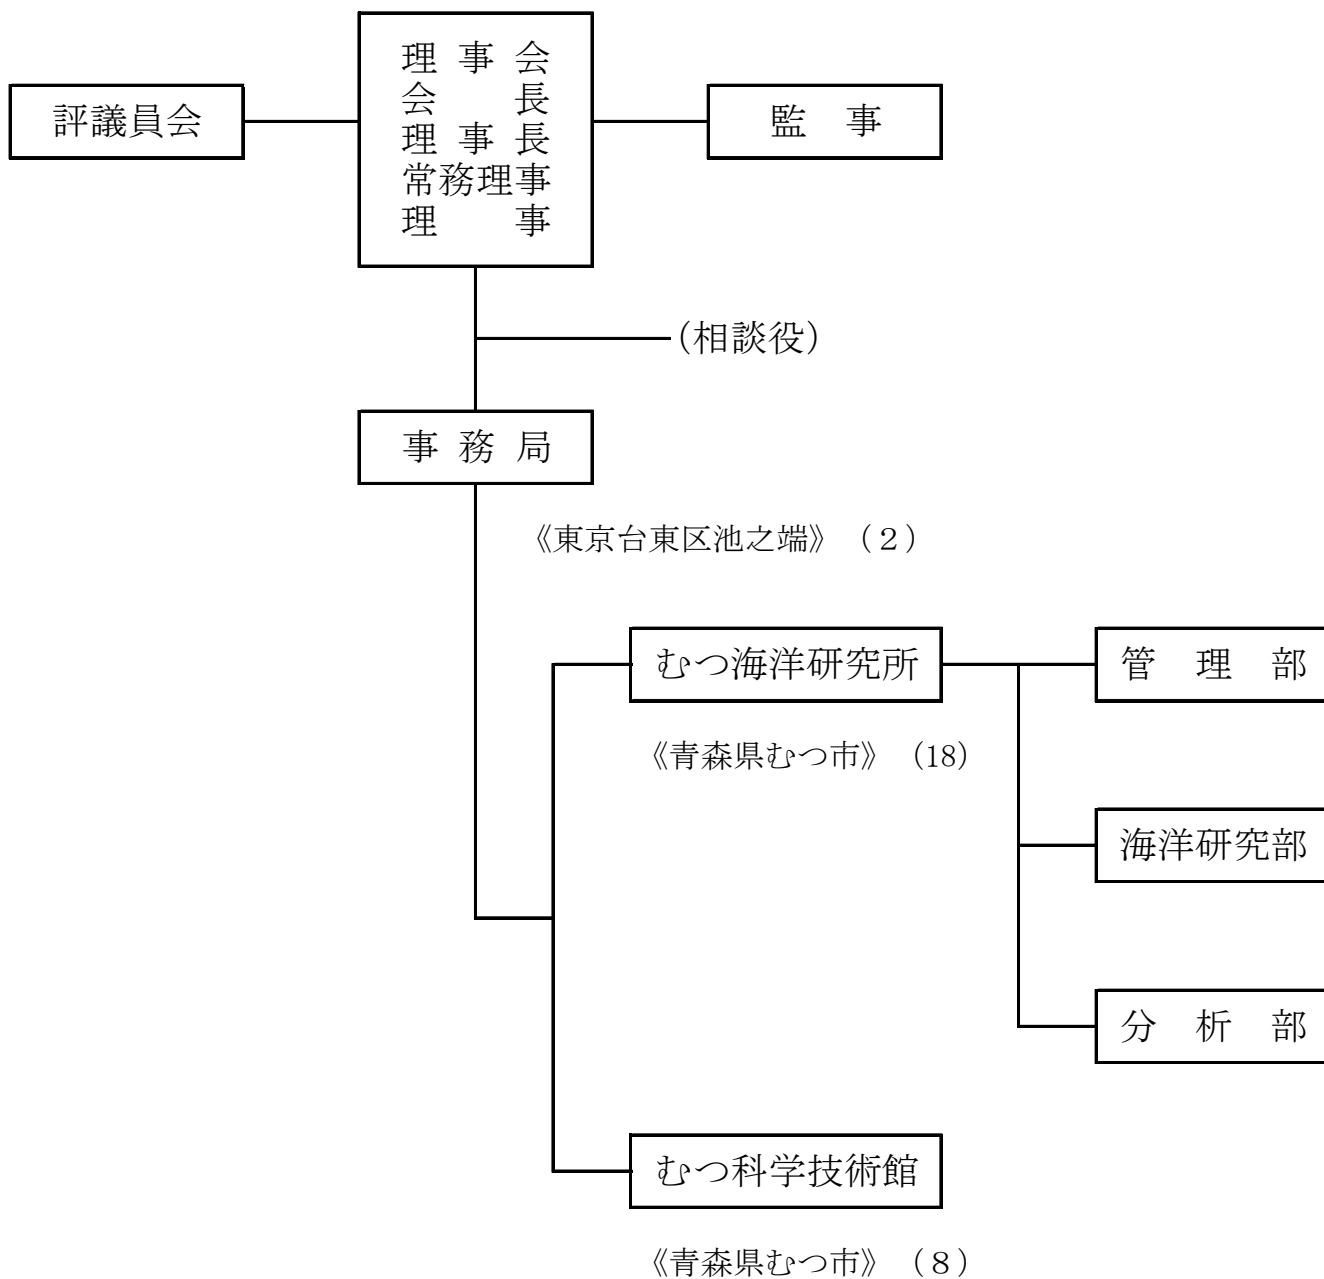 理事会
会長
理事長
常務理事
理事
評議員会
監事
(相談役)
事務局
《東京台東区池之端》（２）
むつ海洋研究所
管理部
《青森県むつ市》（18）
海洋研究部
分析部
むつ科学技術館
《青森県むつ市》（８）